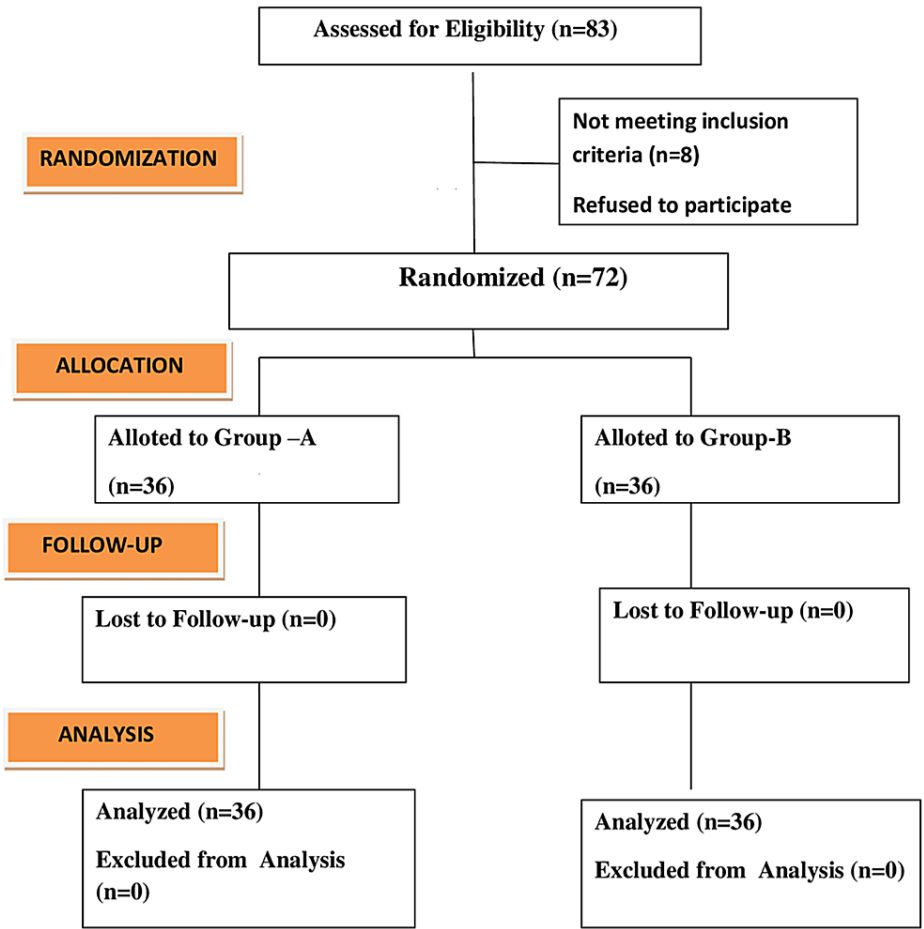 Assessed for Eligibility (n=83)
Not meeting inclusion
criteria (n=8)
Refused to participate
RANDOMIZATION
Randomized (n=72)
ALLOCATION
Alloted to Group –A
(n=36)
Alloted to Group-B
(n=36)
FOLLOW-UP
Lost to Follow-up (n=0)
Lost to Follow-up (n=0)
ANALYSIS
Analyzed (n=36)
Excluded from Analysis
(n=0)
Analyzed (n=36)
Excluded from Analysis (n=0)